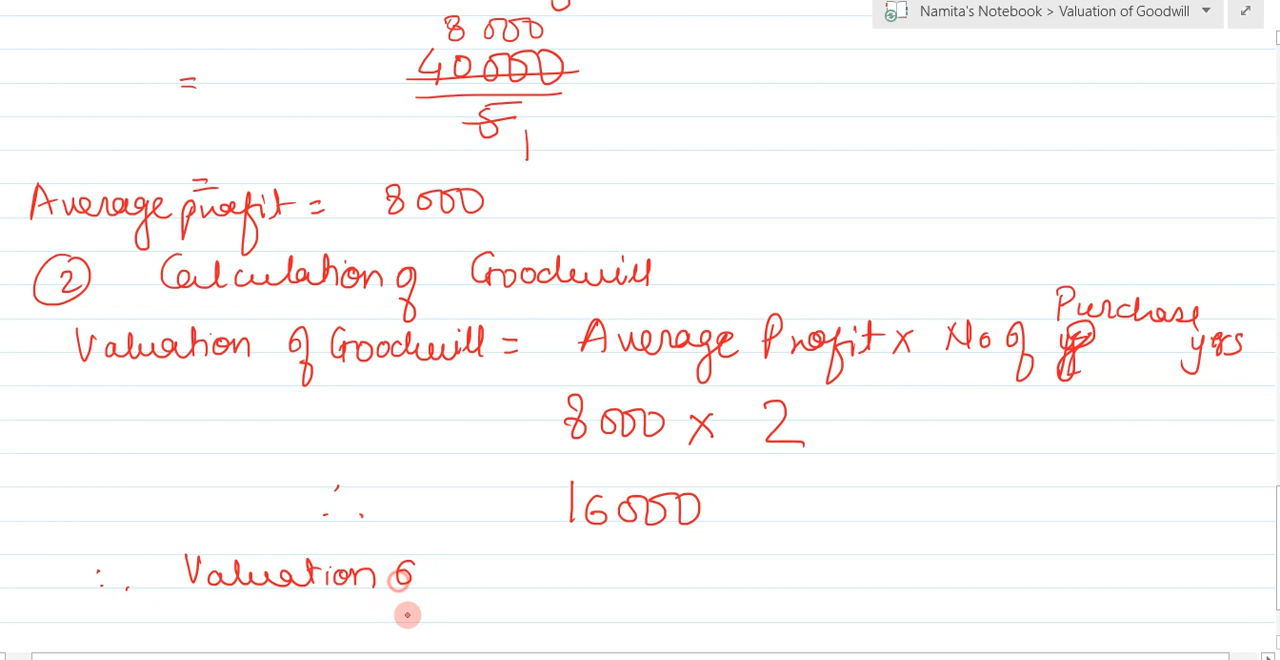 Namita's Notebook > Valuation of Goodwill
8000
= 40000
5
1
Average profit = 8000
② Calculation of Goodwill
Valuation of Goodwill = Average Profit x No of Purchase yrs
8000 x 2
∴ 16000
∴ Valuation o